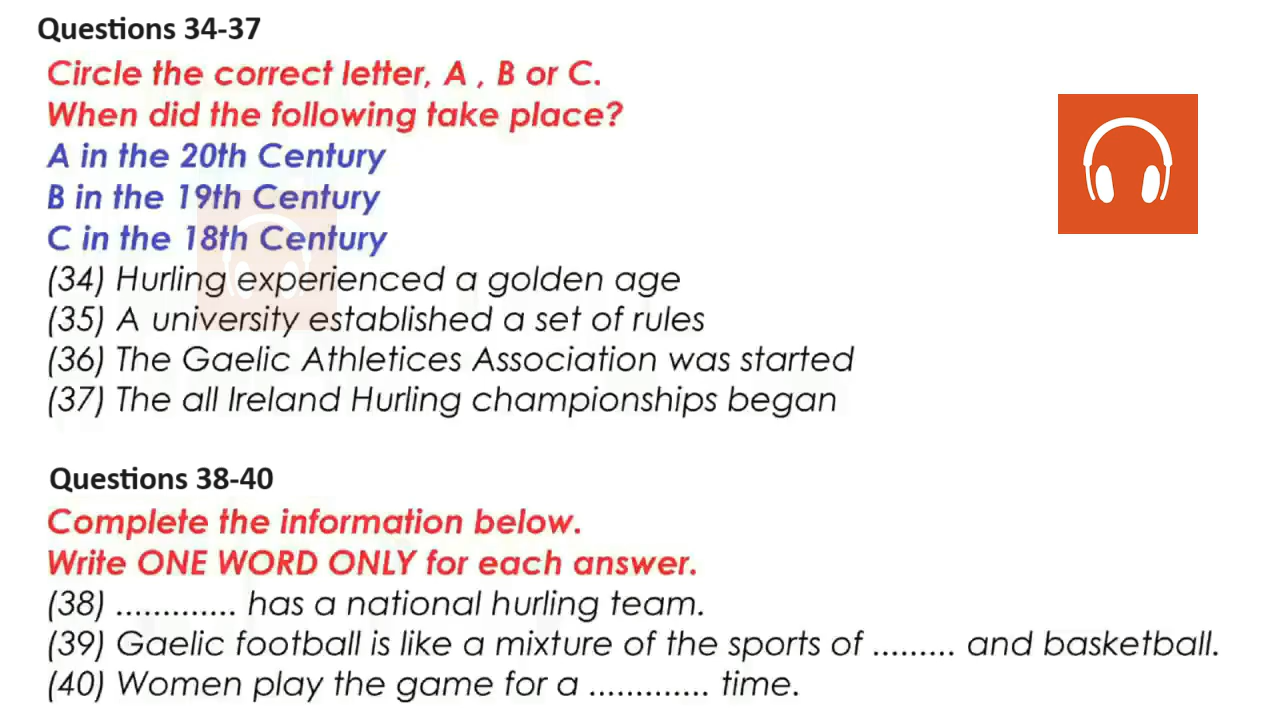 Questions 34-37
Circle the correct letter, A , B or C.
When did the following take place?
A in the 20th Century
B in the 19th Century
C in the 18th Century
(34) Hurling experienced a golden age
(35) A university established a set of rules
(36) The Gaelic Athletices Association was started
(37) The all Ireland Hurling championships began
Questions 38-40
Complete the information below.
Write ONE WORD ONLY for each answer.
(38) ............. has a national hurling team.
(39) Gaelic football is like a mixture of the sports of ......... and basketball.
(40) Women play the game for a ............. time.